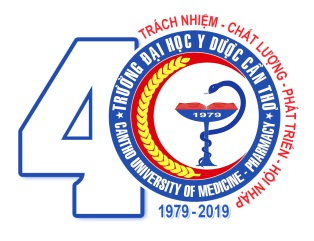 TRÁCH NHIỆM - CHẤT LƯỢNG - PHÁT TRIỂN - HỘI NHẬP
40
TRƯỜNG ĐẠI HỌC Y DƯỢC CẦN THƠ
1979
CANTHO UNIVERSITY OF MEDICINE - PHARMACY
1979 - 2019